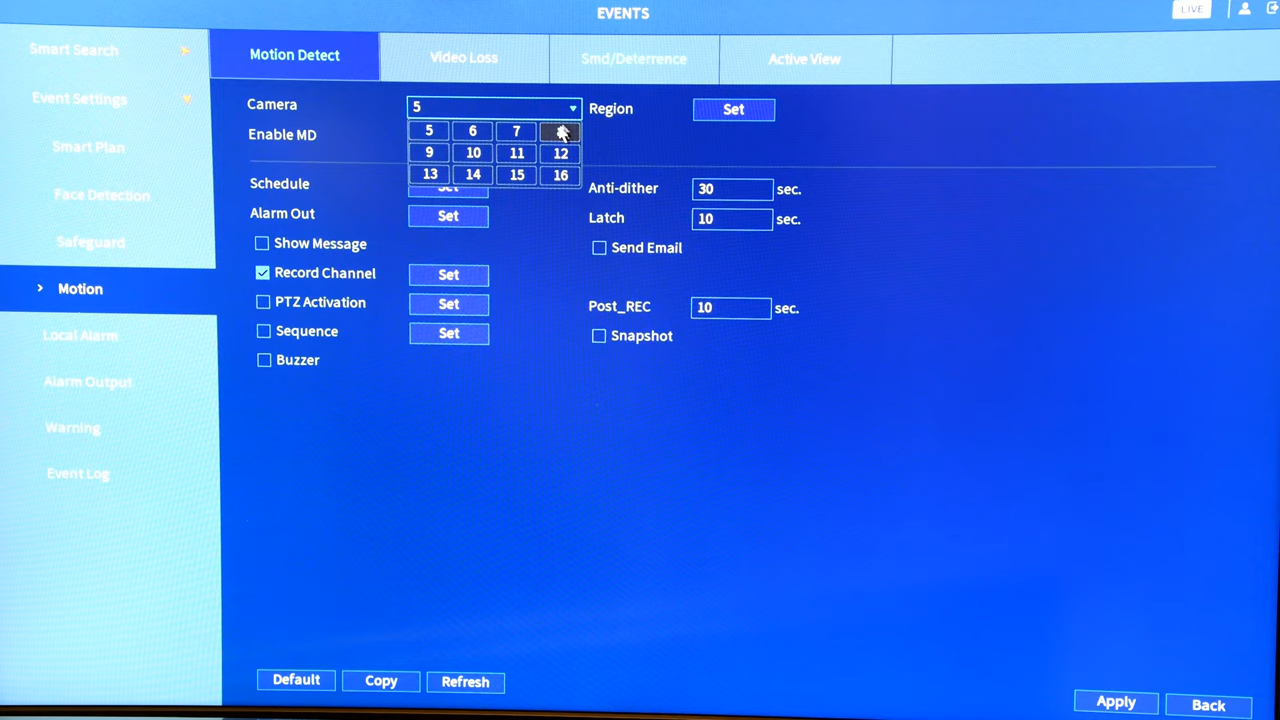 EVENTS
LIVE
Smart Search
Event Settings
Smart Plan
Face Detection
Safeguard
Motion
Local Alarm
Alarm Output
Warning
Event Log
Motion Detect
Video Loss
Smd/Deterrence
Active View
Camera
5
Region
Set
Enable MD
5 6 7
9 10 11 12
13 14 15 16
Schedule
Set
Anti-dither
30
sec.
Alarm Out
Set
Latch
10
sec.
Show Message
Send Email
Record Channel
Set
PTZ Activation
Set
Post_REC
10
sec.
Sequence
Set
Snapshot
Buzzer
Default
Copy
Refresh
Apply
Back